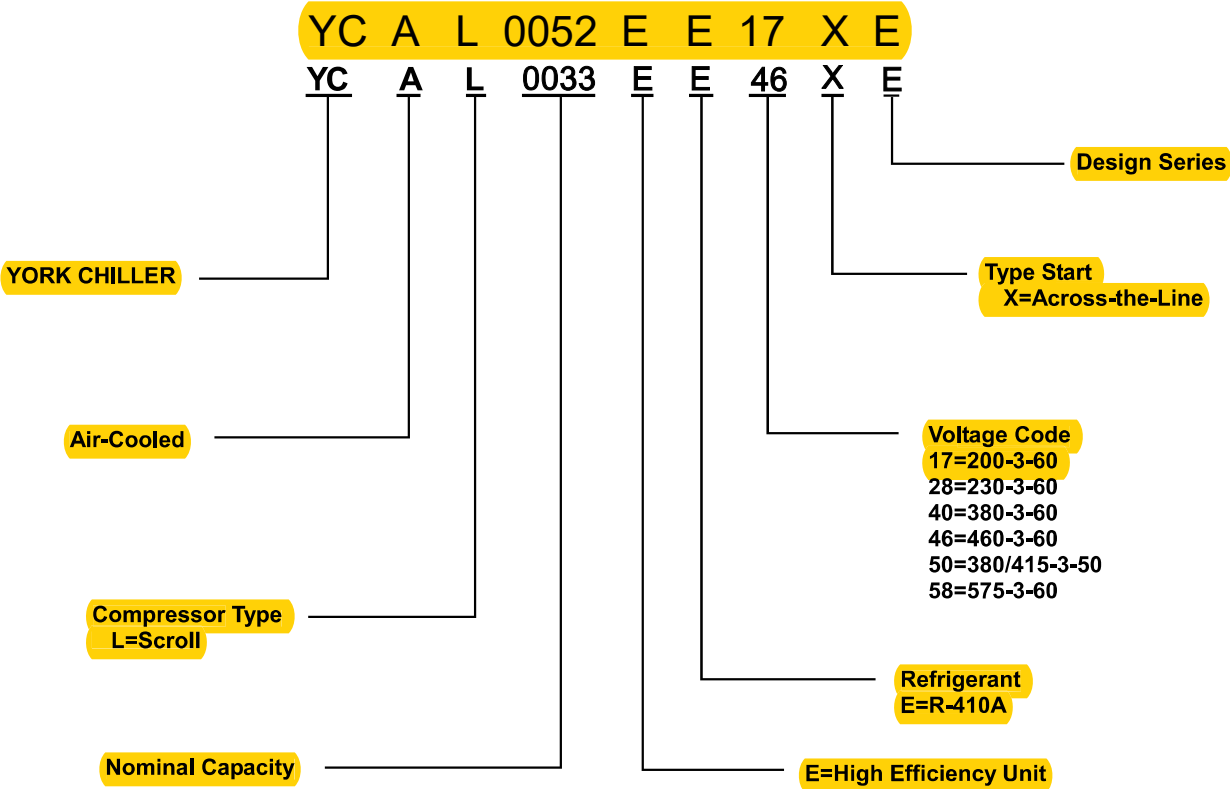 YC A L 0052 E E 17 X E
YC A L 0033 E E 46 X E
Design Series
YORK CHILLER
Type Start
X=Across-the-Line
Air-Cooled
Voltage Code
17=200-3-60
28=230-3-60
40=380-3-60
46=460-3-60
50=380/415-3-50
58=575-3-60
Compressor Type
L=Scroll
Refrigerant
E=R-410A
Nominal Capacity
E=High Efficiency Unit